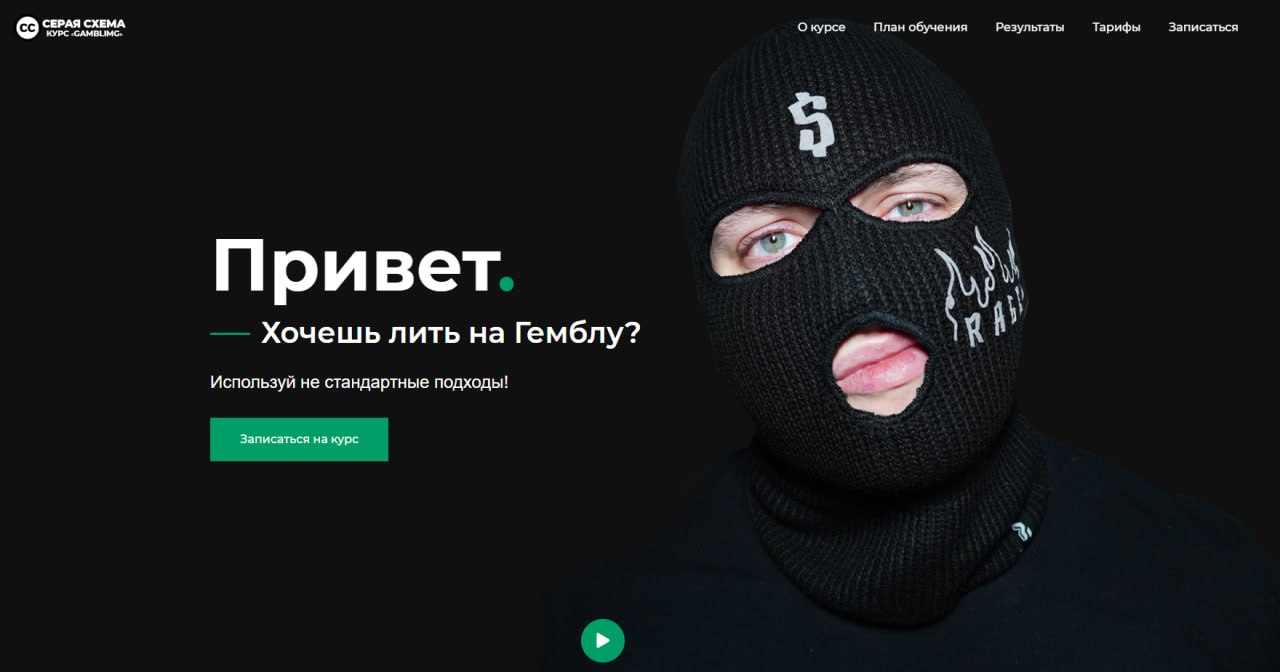 СС СЕРАЯ СХЕМА
КУРС «GAMBLIMG»
О курсе
План обучения
Результаты
Тарифы
Записаться
$
Привет.
Хочешь лить на Гемблу?
RAGE
Используй не стандартные подходы!
Записаться на курс